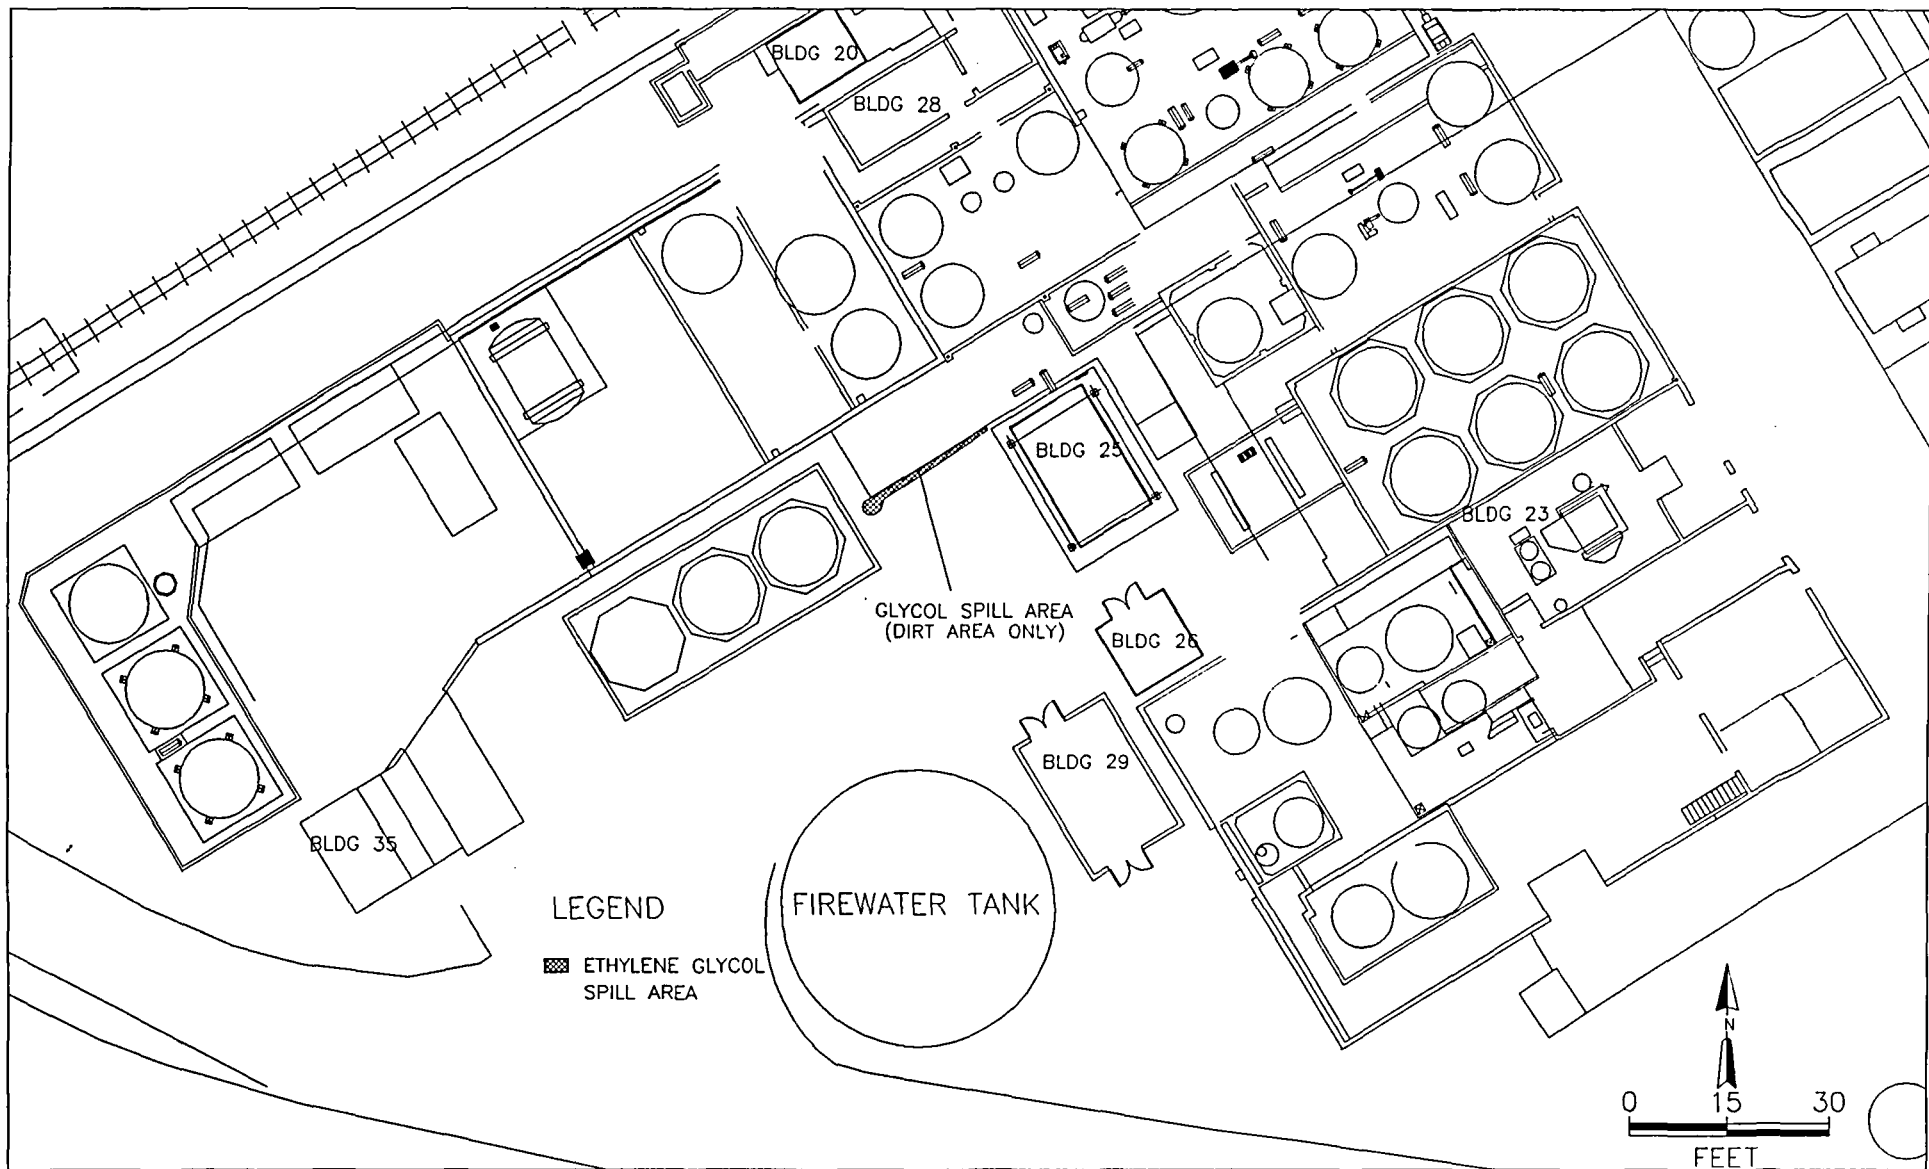 BLDG 20
BLDG 28
BLDG 25
BLDG 23
GLYCOL SPILL AREA
(DIRT AREA ONLY)
BLDG 26
BLDG 29
BLDG 35
LEGEND
ETHYLENE GLYCOL
SPILL AREA
FIREWATER TANK
N
0 15 30
FEET